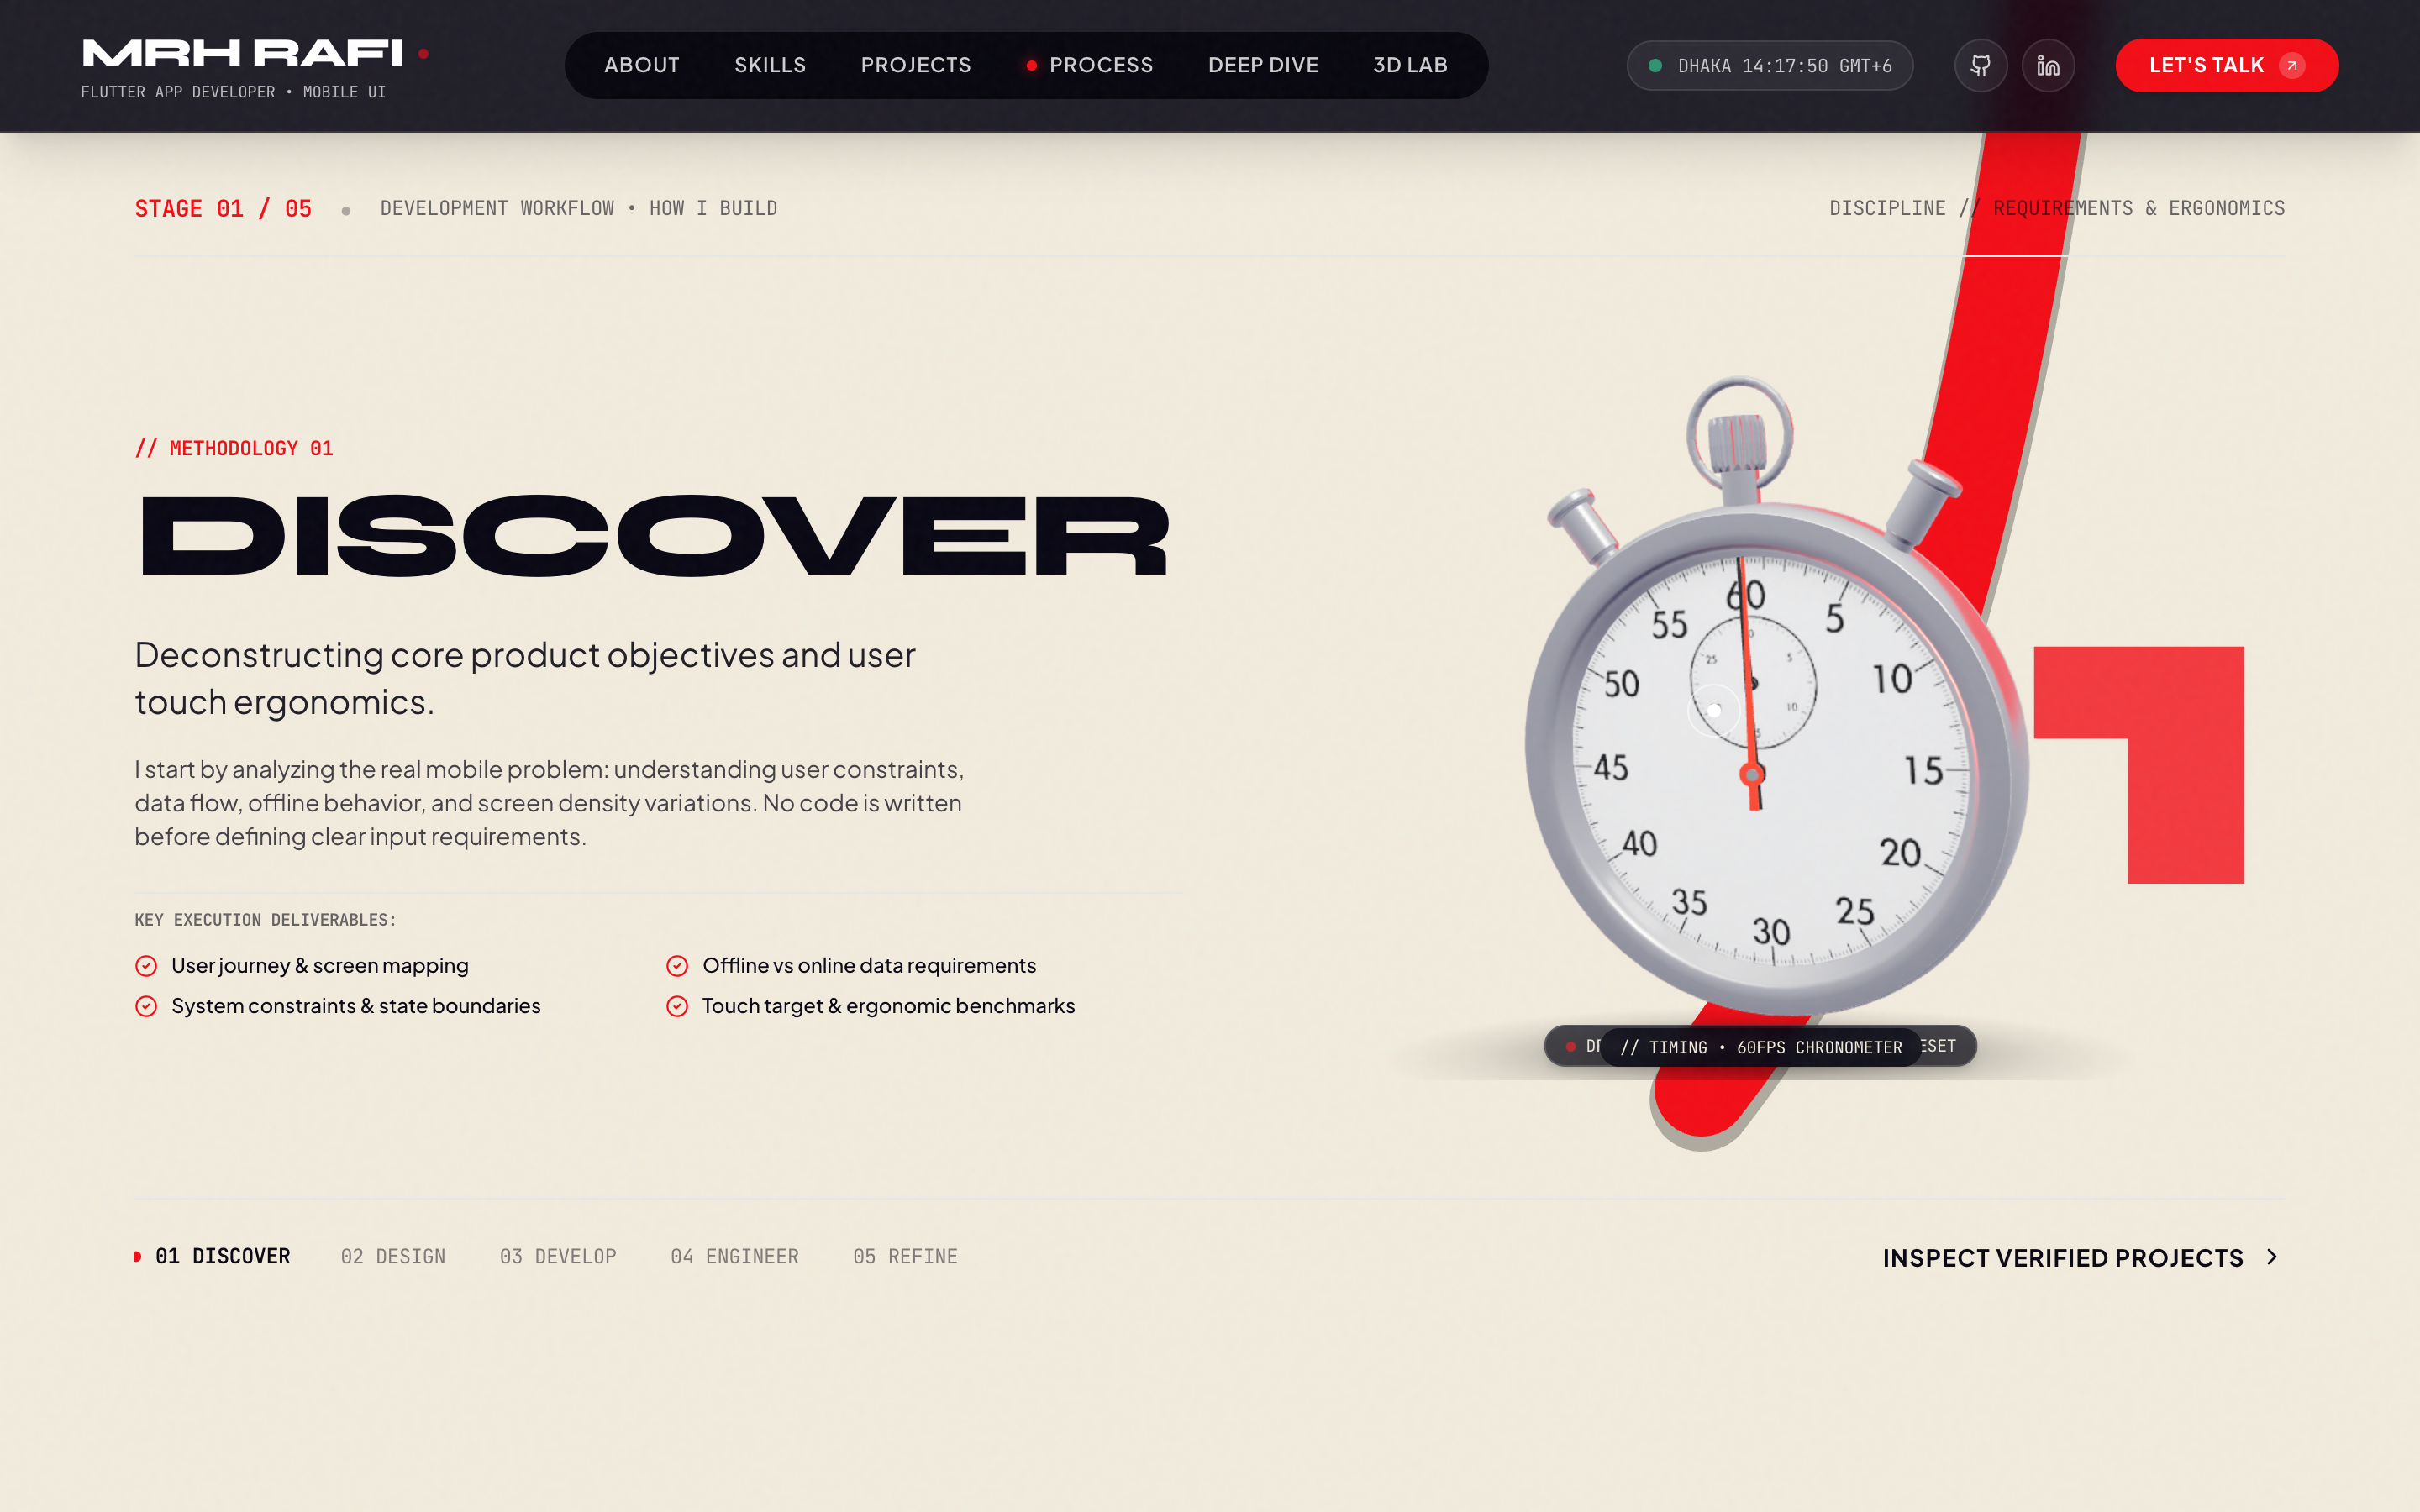 MRH RAFI
FLUTTER APP DEVELOPER • MOBILE UI
ABOUT
SKILLS
PROJECTS
PROCESS
DEEP DIVE
3D LAB
DHAKA 14:17:50 GMT+6
LET'S TALK
STAGE 01 / 05
DEVELOPMENT WORKFLOW • HOW I BUILD
DISCIPLINE // REQUIREMENTS & ERGONOMICS
// METHODOLOGY 01
DISCOVER
Deconstructing core product objectives and user
touch ergonomics.
I start by analyzing the real mobile problem: understanding user constraints,
data flow, offline behavior, and screen density variations. No code is written
before defining clear input requirements.
KEY EXECUTION DELIVERABLES:
User journey & screen mapping
Offline vs online data requirements
System constraints & state boundaries
Touch target & ergonomic benchmarks
60
5
10
15
20
25
30
35
40
45
50
55
5
10
25
1
// TIMING • 60FPS CHRONOMETER
01 DISCOVER
02 DESIGN
03 DEVELOP
04 ENGINEER
05 REFINE
INSPECT VERIFIED PROJECTS